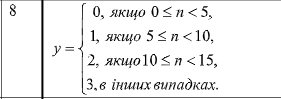 8
y =
0, якщо 0 ≤ n < 5,
1, якщо 5 ≤ n < 10,
2, якщо 10 ≤ n < 15,
3, в інших випадках.